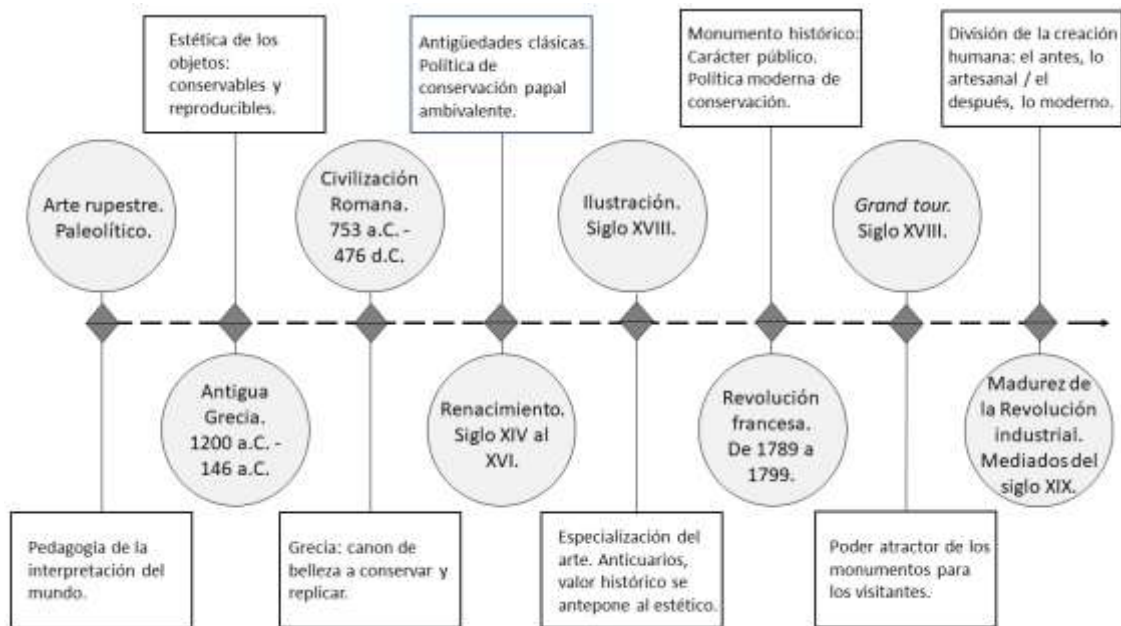 Estética de los
objetos:
conservables y
reproducibles.
Antigüedades clásicas.
Política de
conservación papal
ambivalente.
Monumento histórico:
Carácter público.
Política moderna de
conservación.
División de la creación
humana: el antes, lo
artesanal / el
después, lo moderno.
Arte rupestre.
Paleolítico.
Civilización
Romana.
753 a.C. -
476 d.C.
Ilustración.
Siglo XVIII.
Grand tour.
Siglo XVIII.
Antigua
Grecia.
1200 a.C. -
146 a.C.
Renacimiento.
Siglo XIV al
XVI.
Revolución
francesa.
De 1789 a
1799.
Madurez de
la Revolución
industrial.
Mediados del
siglo XIX.
Pedagogía de la
interpretación del
mundo.
Grecia: canon de
belleza a conservar y
replicar.
Especialización del
arte. Anticuarios,
valor histórico se
antepone al estético.
Poder atractor de los
monumentos para
los visitantes.